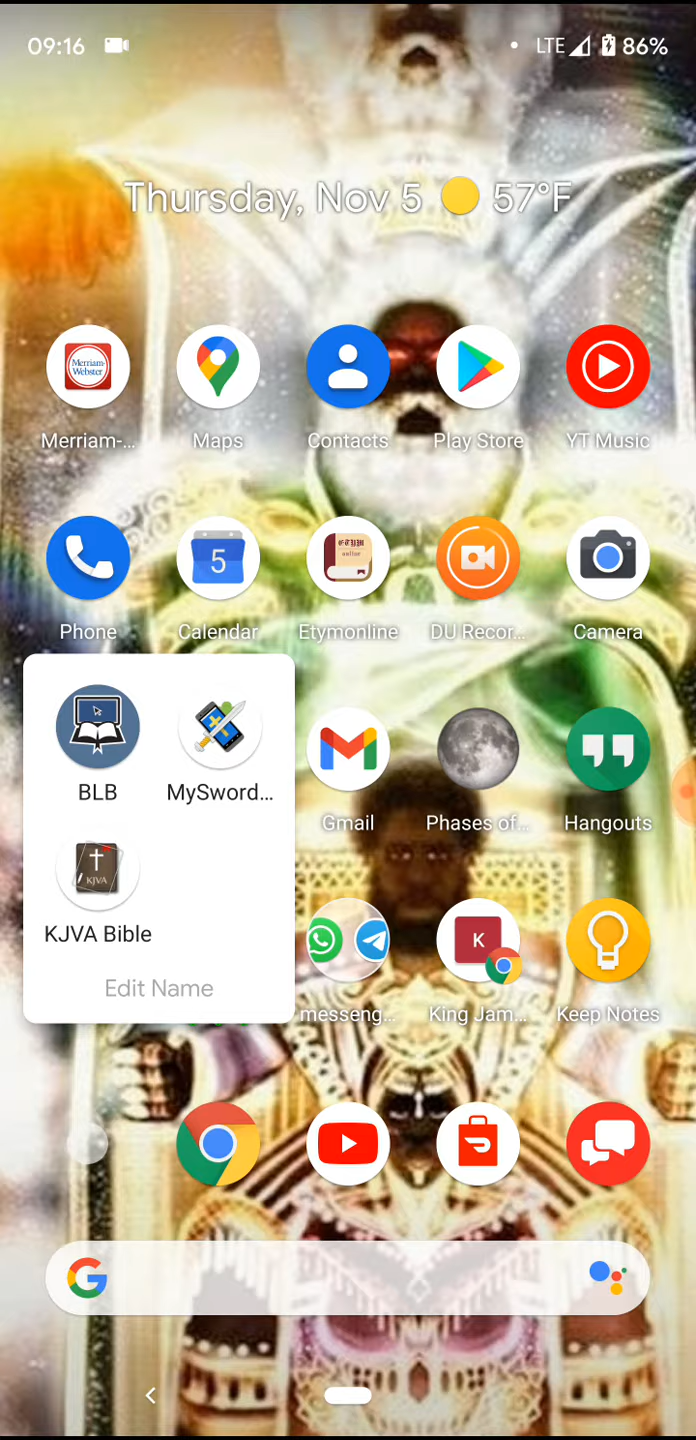 09:16 LTE 86%
Thursday, Nov 5 57°F
Merriam-Webster
Merriam-... Maps Contacts Play Store YT Music
5
Phone Calendar Etymonline DU Recor... Camera
BLB MySword...
Gmail Phases of... Hangouts
KJVA
KJVA Bible
K
Edit Name
messeng... King Jam... Keep Notes
G